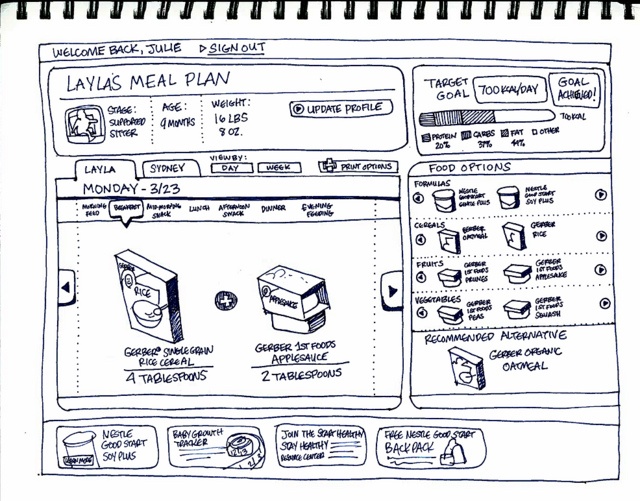 WELCOME BACK, JULIE ▷ SIGN OUT
LAYLA'S MEAL PLAN
STAGE:
SUPPORTED
SITTER
AGE:
9 MONTHS
WEIGHT:
16 LBS
8 OZ.
UPDATE PROFILE
TARGET
GOAL
700 KCAL/DAY
GOAL
ACHIEVED!
700 KCAL
PROTEIN
20%
CARBS
37%
FAT
44%
OTHER
LAYLA
SYDNEY
VIEW BY:
DAY
WEEK
PRINT OPTIONS
MONDAY - 3/23
MORNING
FEED
BREAKFAST
MID-MORNING
SNACK
LUNCH
AFTERNOON
SNACK
DINNER
EVENING
FEEDING
GERBER
RICE
APPLESAUCE
GERBER® SINGLE GRAIN
RICE CEREAL
4 TABLESPOONS
GERBER 1ST FOODS
APPLESAUCE
2 TABLESPOONS
FOOD OPTIONS
FORMULAS
NESTLE
GOOD START
PLUS
NESTLE
GOOD START
SOY PLUS
CEREALS
GERBER
OATMEAL
GERBER
RICE
FRUITS
GERBER
1ST FOODS
PRUNES
GERBER
1ST FOODS
APPLESAUCE
VEGETABLES
GERBER
1ST FOODS
PEAS
GERBER
1ST FOODS
SQUASH
RECOMMENDED ALTERNATIVE
GERBER ORGANIC
OATMEAL
LEARN MORE
NESTLE
GOOD START
SOY PLUS
BABY GROWTH
TRACKER
JOIN THE START HEALTHY
STAY HEALTHY
RESOURCE CENTER
FREE NESTLE GOOD START
BACKPACK